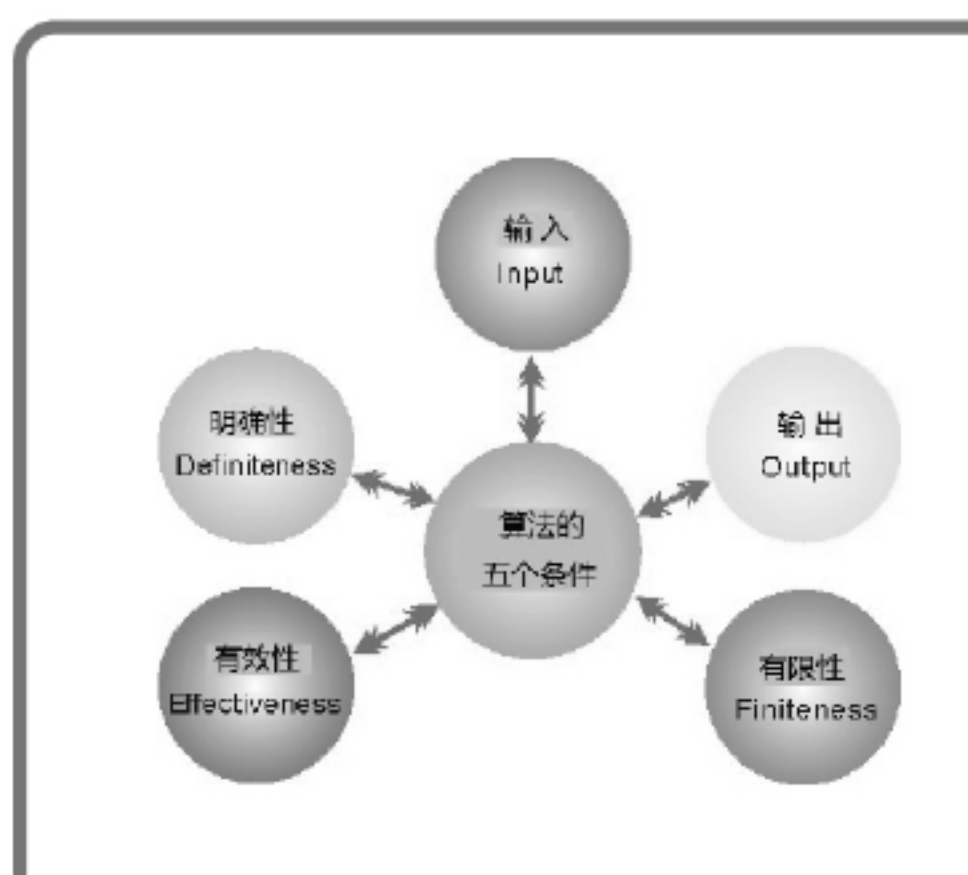 输入
Input
明确性
Definiteness
输出
Output
算法的
五个条件
有效性
Effectiveness
有限性
Finiteness